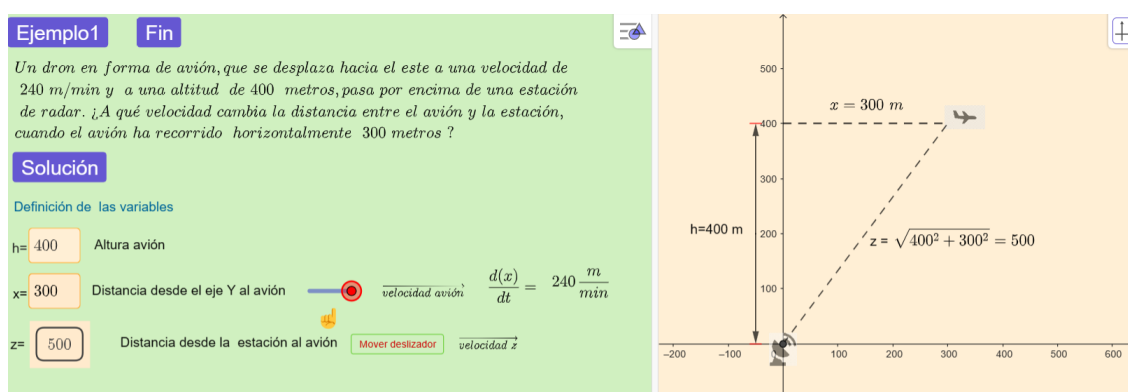 Ejemplo1
Fin
Un dron en forma de avión, que se desplaza hacia el este a una velocidad de
240 m/min y a una altitud de 400 metros, pasa por encima de una estación
de radar. ¿A qué velocidad cambia la distancia entre el avión y la estación,
cuando el avión ha recorrido horizontalmente 300 metros ?
Solución
Definición de las variables
h= 400 Altura avión
x= 300 Distancia desde el eje Y al avión velocidad avión d(x)/dt = 240 m/min
z= 500 Distancia desde la estación al avión Mover deslizador velocidad z
500
x = 300 m
400
300
h=400 m
200
z = √400² + 300² = 500
100
−200 −100 0 100 200 300 400 500 600